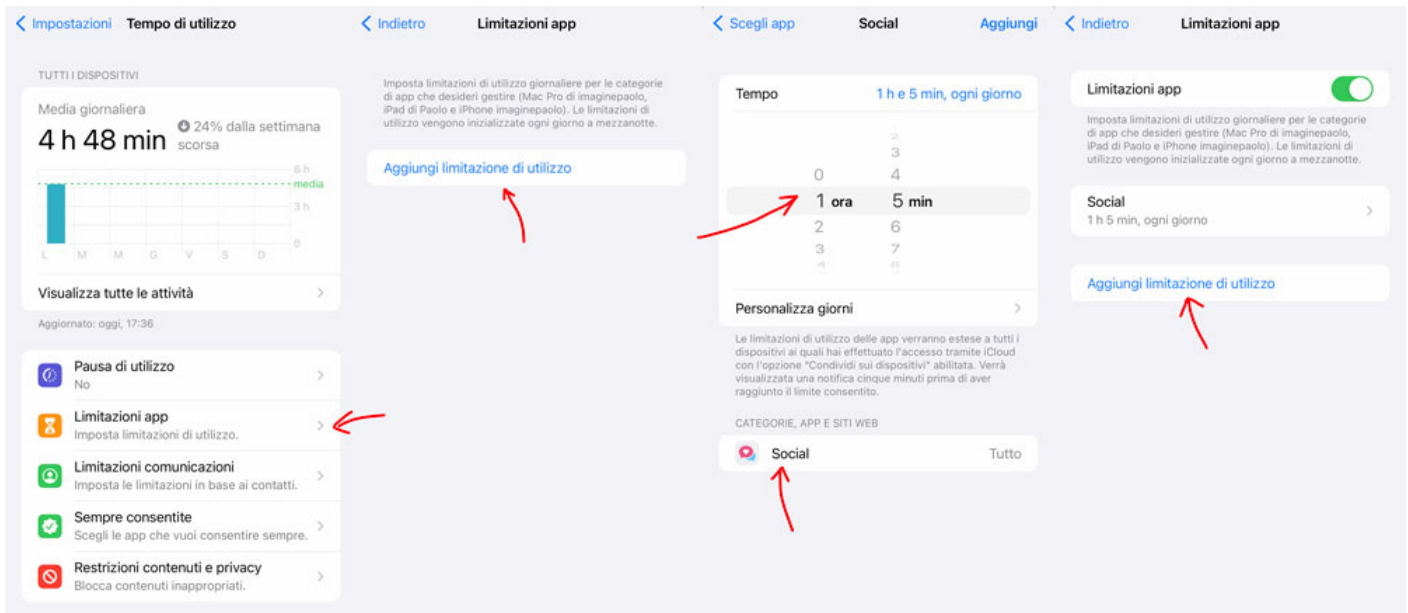 Impostazioni
Tempo di utilizzo
TUTTI I DISPOSITIVI
Media giornaliera
4 h 48 min
24% dalla settimana
scorsa
6 h
media
3 h
0
L M M G V S D
Visualizza tutte le attività
Aggiornato: oggi, 17:36
Pausa di utilizzo
No
Limitazioni app
Imposta limitazioni di utilizzo.
Limitazioni comunicazioni
Imposta le limitazioni in base ai contatti.
Sempre consentite
Scegli le app che vuoi consentire sempre.
Restrizioni contenuti e privacy
Blocca contenuti inappropriati.
Indietro
Limitazioni app
Imposta limitazioni di utilizzo giornaliere per le categorie
di app che desideri gestire (Mac Pro di imaginepaolo,
iPad di Paolo e iPhone imaginepaolo). Le limitazioni di
utilizzo vengono inizializzate ogni giorno a mezzanotte.
Aggiungi limitazione di utilizzo
Scegli app
Social
Aggiungi
Tempo
1 h e 5 min, ogni giorno
2
3
0 4
1 ora 5 min
2 6
3 7
4 8
Personalizza giorni
Le limitazioni di utilizzo delle app verranno estese a tutti i
dispositivi ai quali hai effettuato l'accesso tramite iCloud
con l'opzione "Condividi sui dispositivi" abilitata. Verrà
visualizzata una notifica cinque minuti prima di aver
raggiunto il limite consentito.
CATEGORIE, APP E SITI WEB
Social
Tutto
Indietro
Limitazioni app
Limitazioni app
Imposta limitazioni di utilizzo giornaliere per le categorie
di app che desideri gestire (Mac Pro di imaginepaolo,
iPad di Paolo e iPhone imaginepaolo). Le limitazioni di
utilizzo vengono inizializzate ogni giorno a mezzanotte.
Social
1 h 5 min, ogni giorno
Aggiungi limitazione di utilizzo